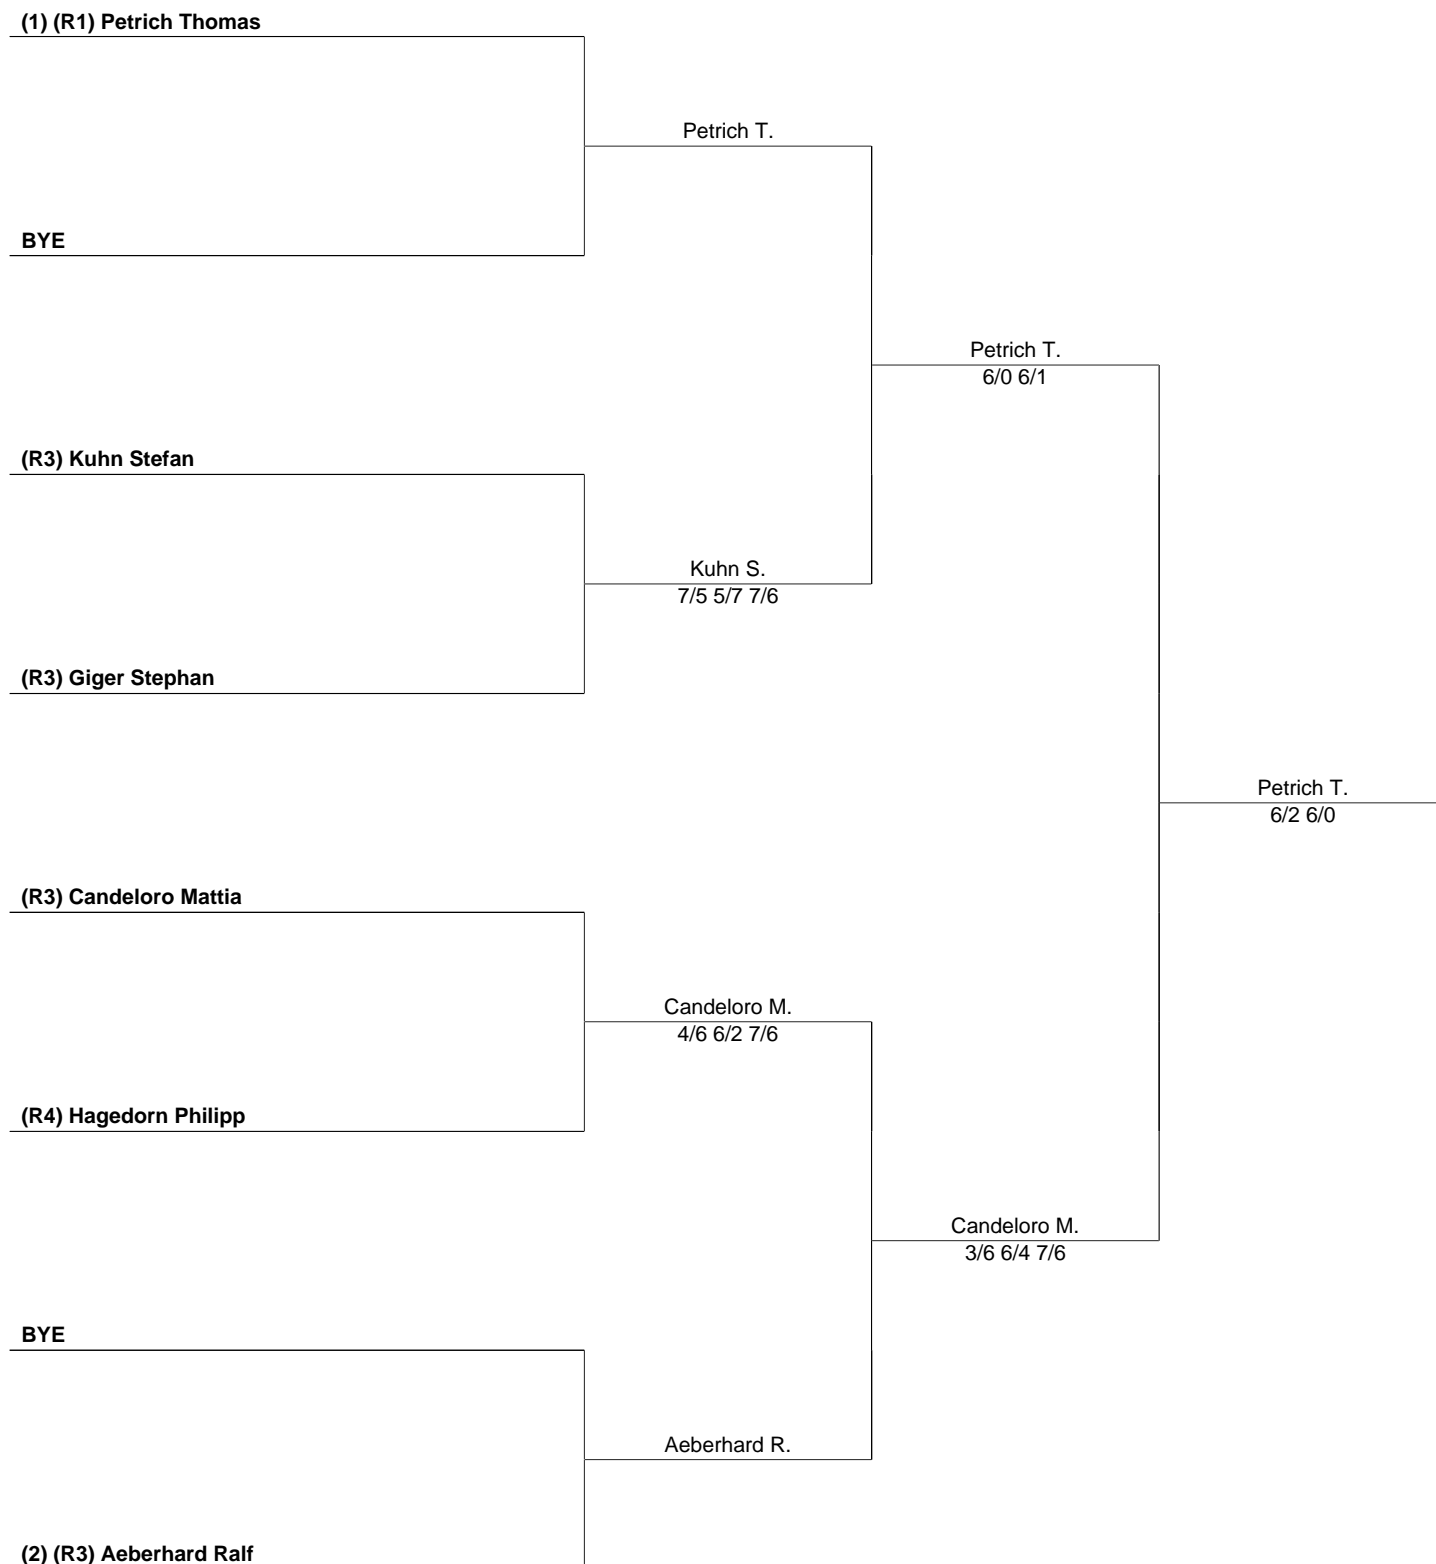 (1) (R1) Petrich Thomas
Petrich T.
BYE
Petrich T.
6/0 6/1
(R3) Kuhn Stefan
Kuhn S.
7/5 5/7 7/6
(R3) Giger Stephan
Petrich T.
6/2 6/0
(R3) Candeloro Mattia
Candeloro M.
4/6 6/2 7/6
(R4) Hagedorn Philipp
Candeloro M.
3/6 6/4 7/6
BYE
Aeberhard R.
(2) (R3) Aeberhard Ralf